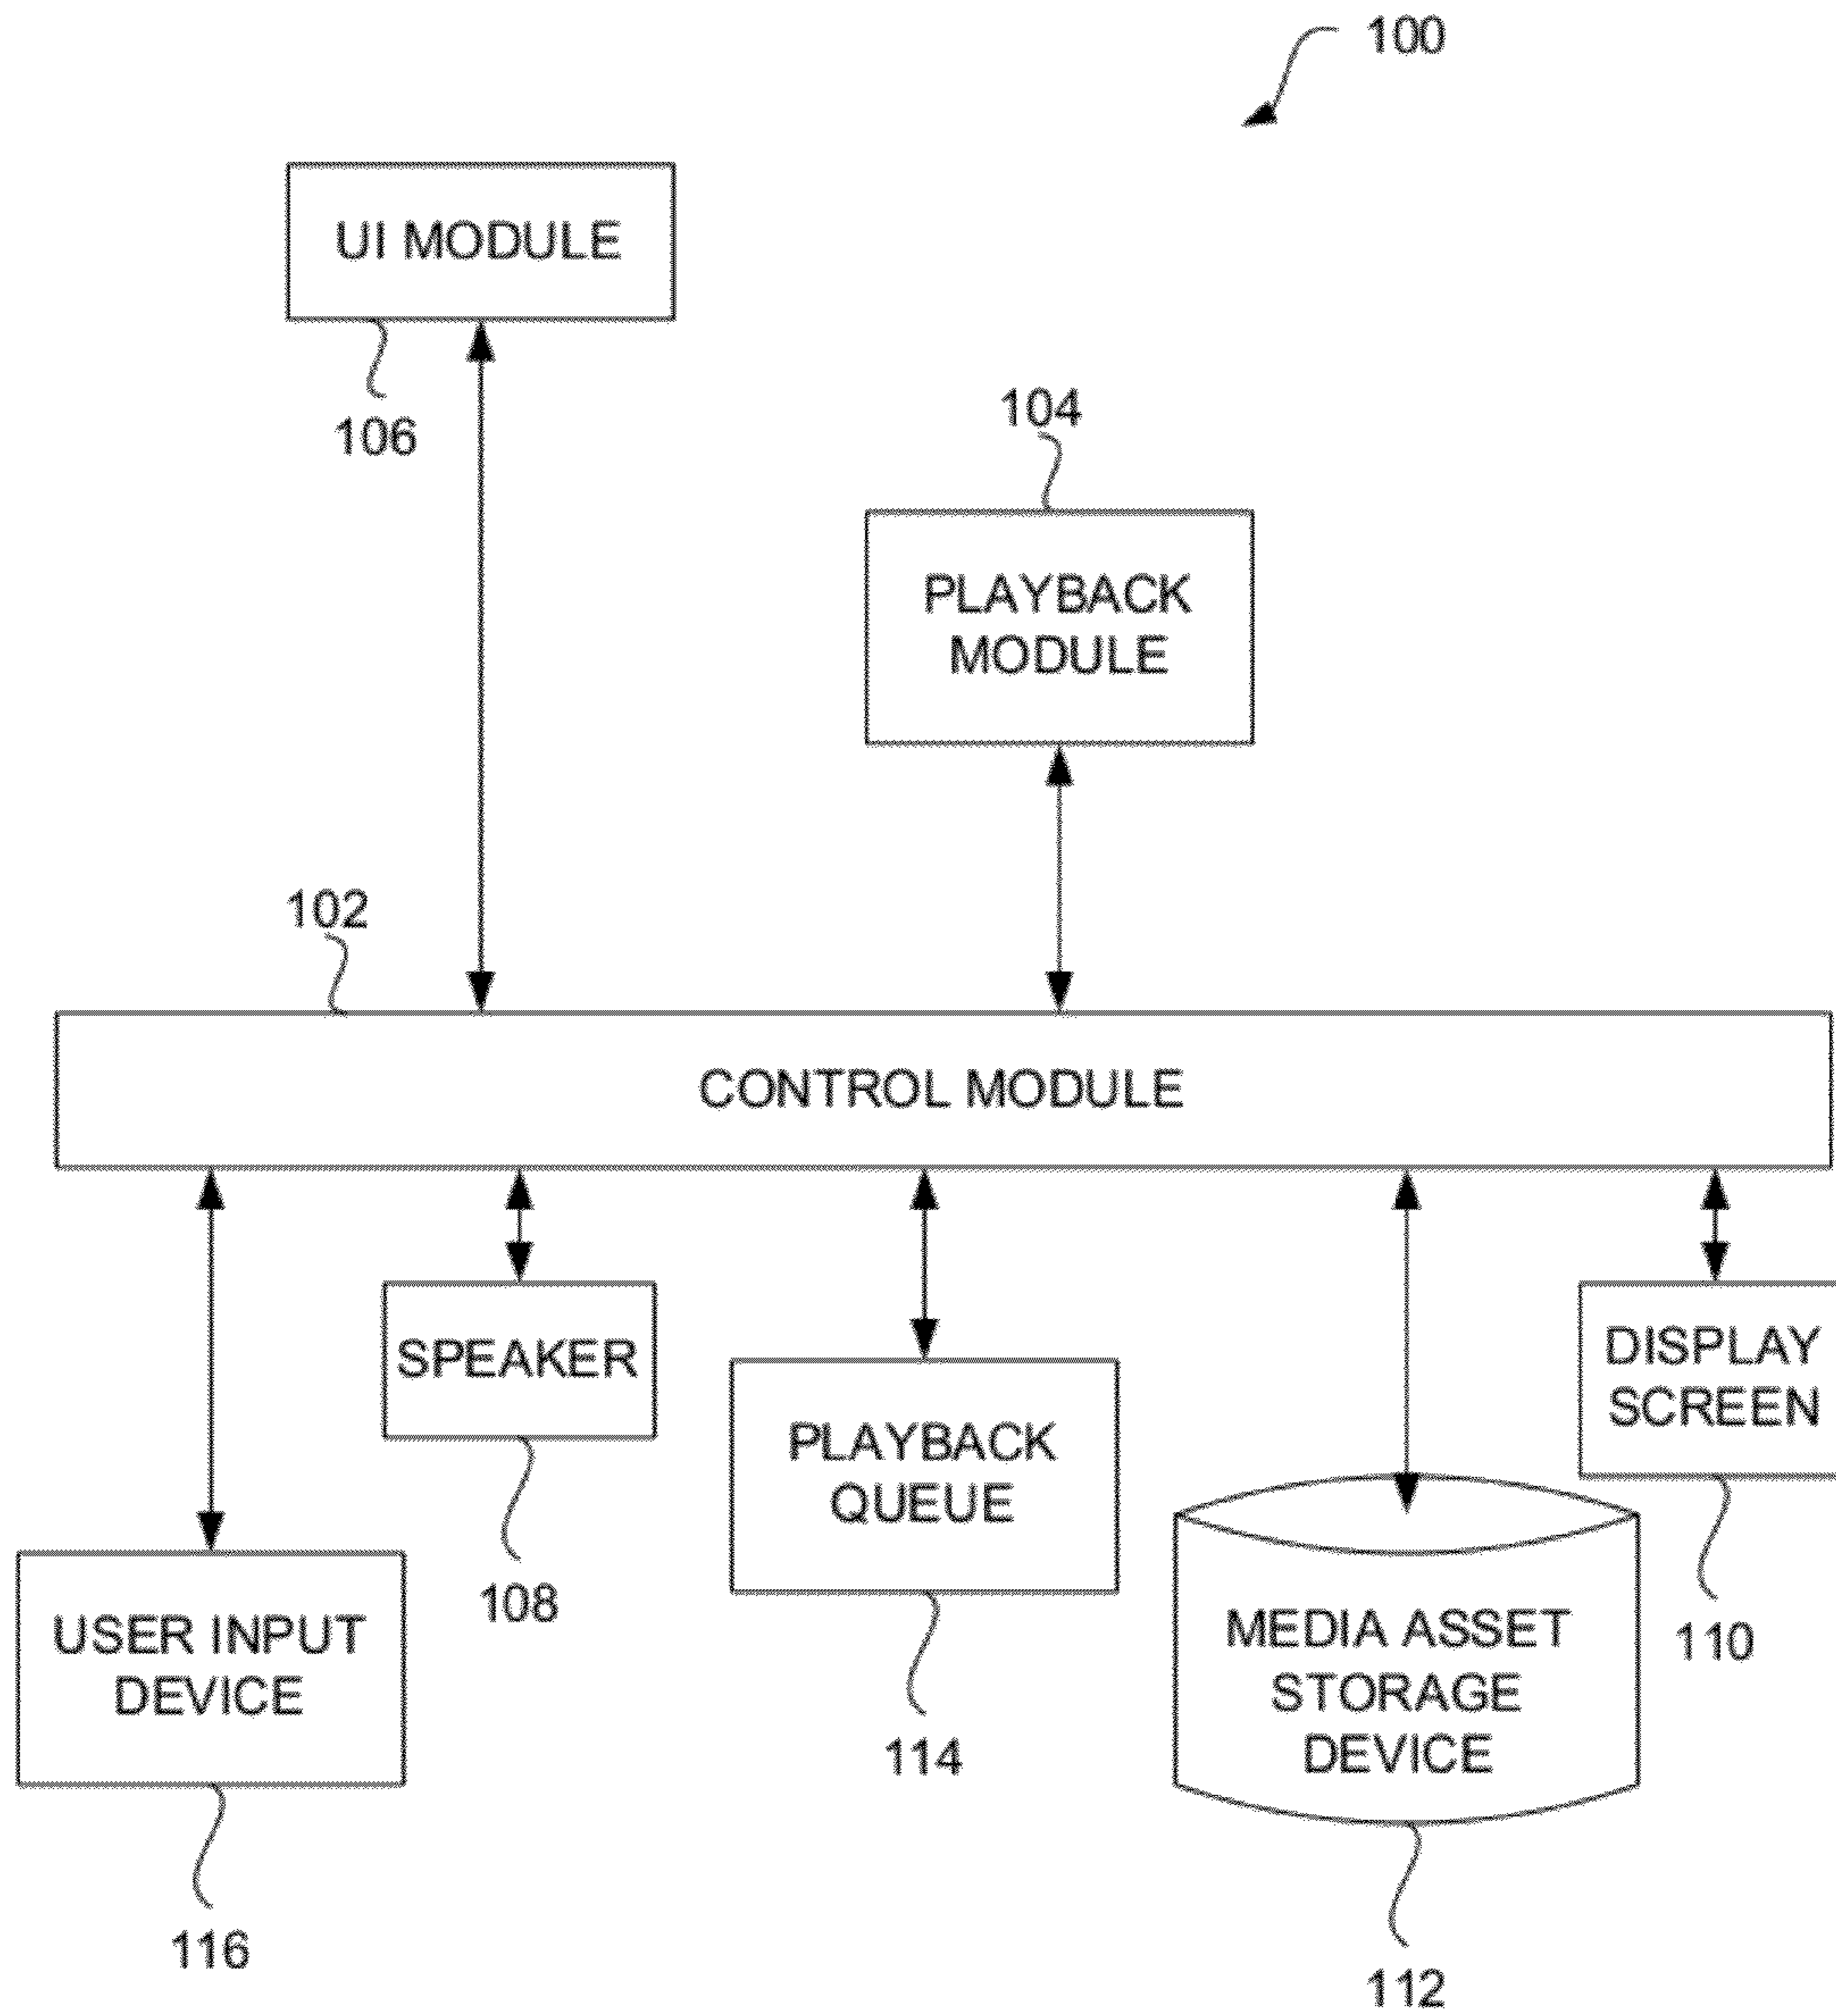 100
UI MODULE
106
104
PLAYBACK
MODULE
102
CONTROL MODULE
SPEAKER
108
PLAYBACK
QUEUE
114
DISPLAY
SCREEN
110
USER INPUT
DEVICE
116
MEDIA ASSET
STORAGE
DEVICE
112